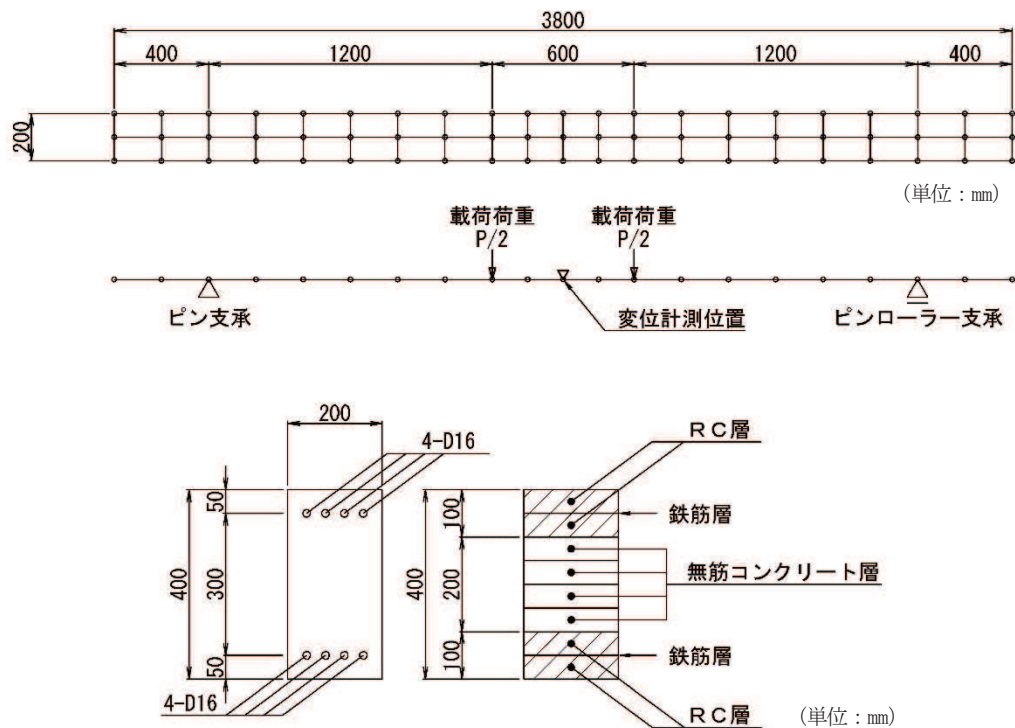 3800
400
1200
600
1200
400
200
(単位：mm)
載荷荷重
P/2
載荷荷重
P/2
ピン支承
変位計測位置
ピンローラー支承
200
4-D16
50
400
300
50
4-D16
RC層
100
鉄筋層
400
200
無筋コンクリート層
100
鉄筋層
RC層
(単位：mm)